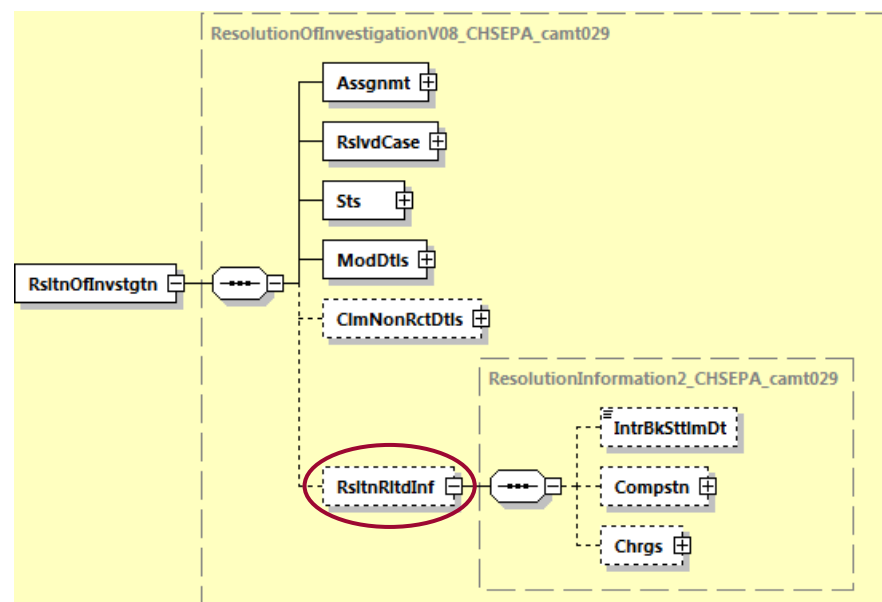 ResolutionOfInvestigationV08_CHSEPA_camt029
Assgnmt
RslvdCase
Sts
RsltnOfInvstgtn
ModDtls
ClmNonRctDtls
ResolutionInformation2_CHSEPA_camt029
IntrBkSttlmDt
RsltnRltdInf
Compstn
Chrgs